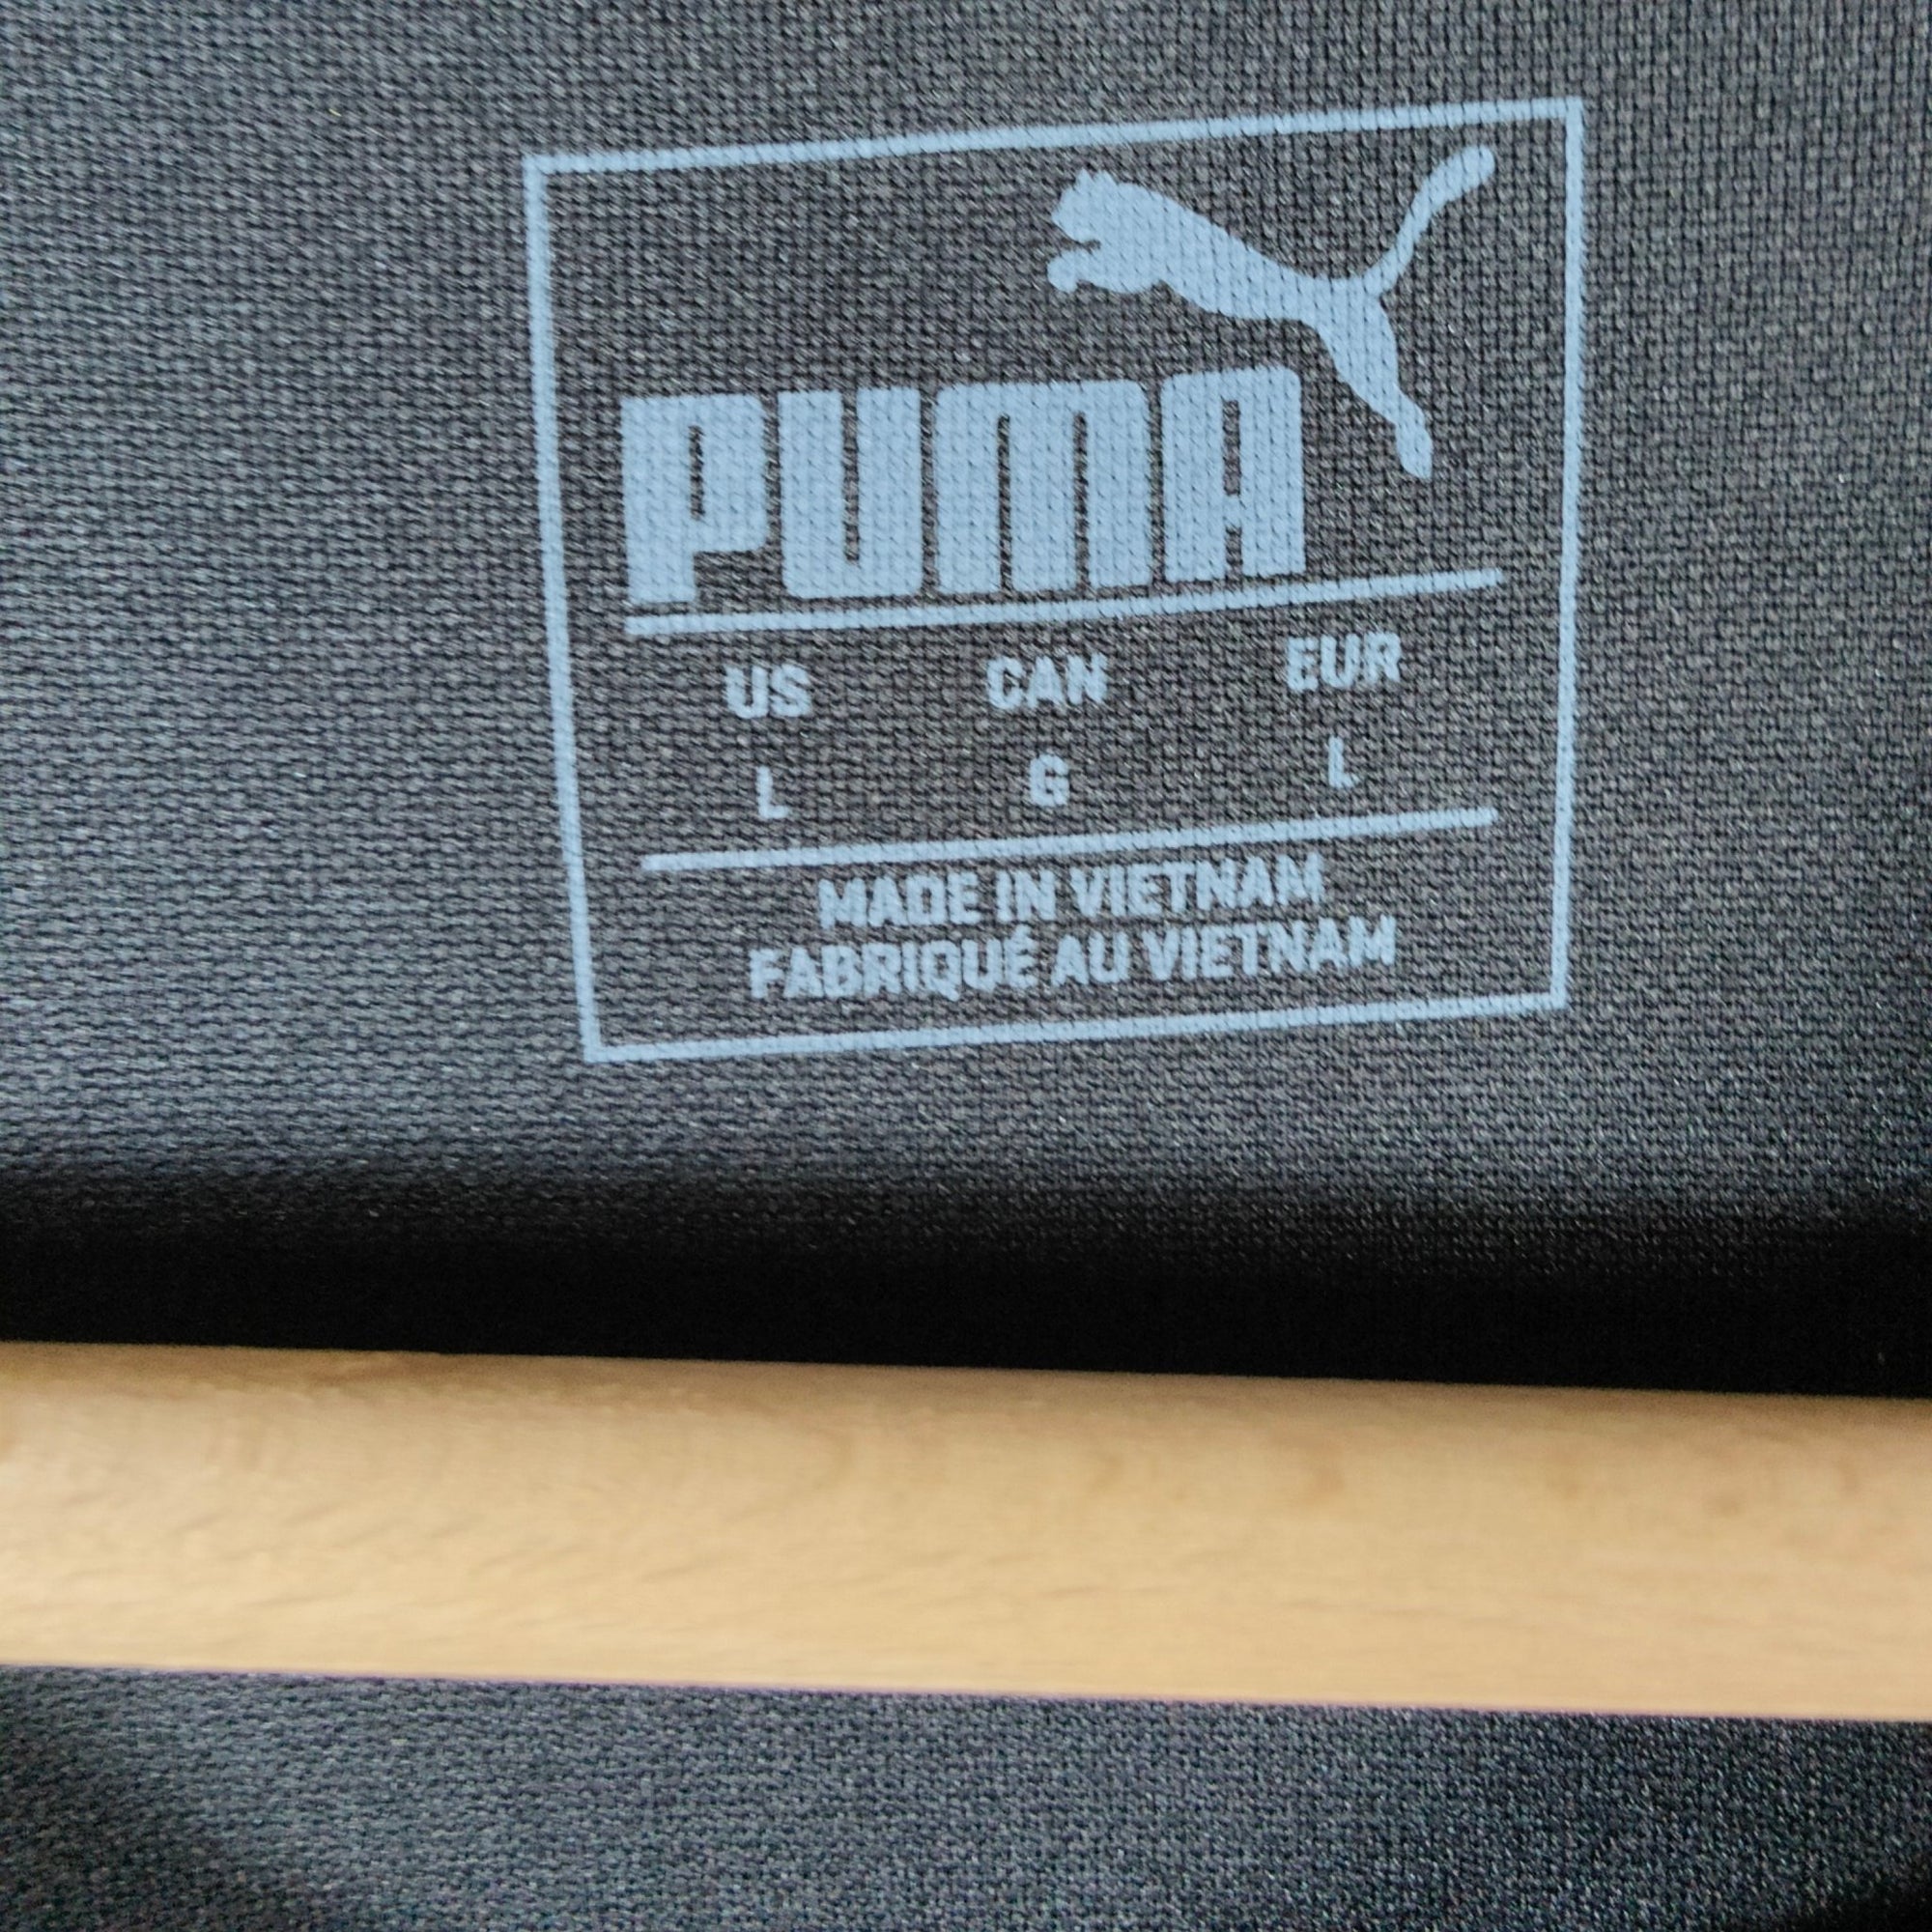 PUMA
US CAN EUR
L G L
MADE IN VIETNAM
FABRIQUÉ AU VIETNAM